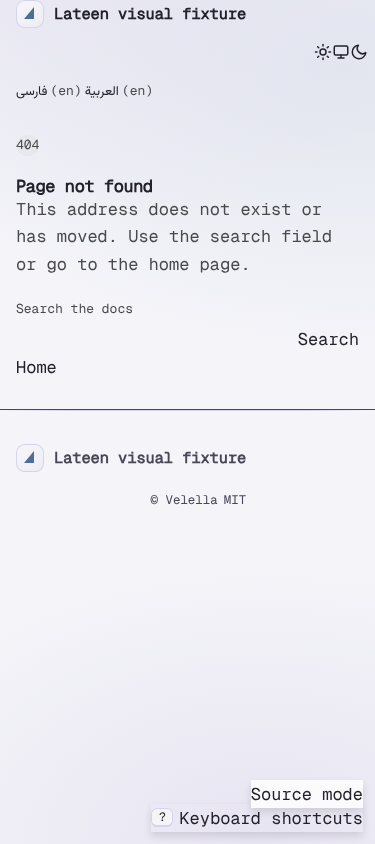 Lateen visual fixture
فارسی (en) العربية (en)
404
Page not found
This address does not exist or
has moved. Use the search field
or go to the home page.
Search the docs
Search
Home
Lateen visual fixture
© Velella MIT
Source mode
? Keyboard shortcuts